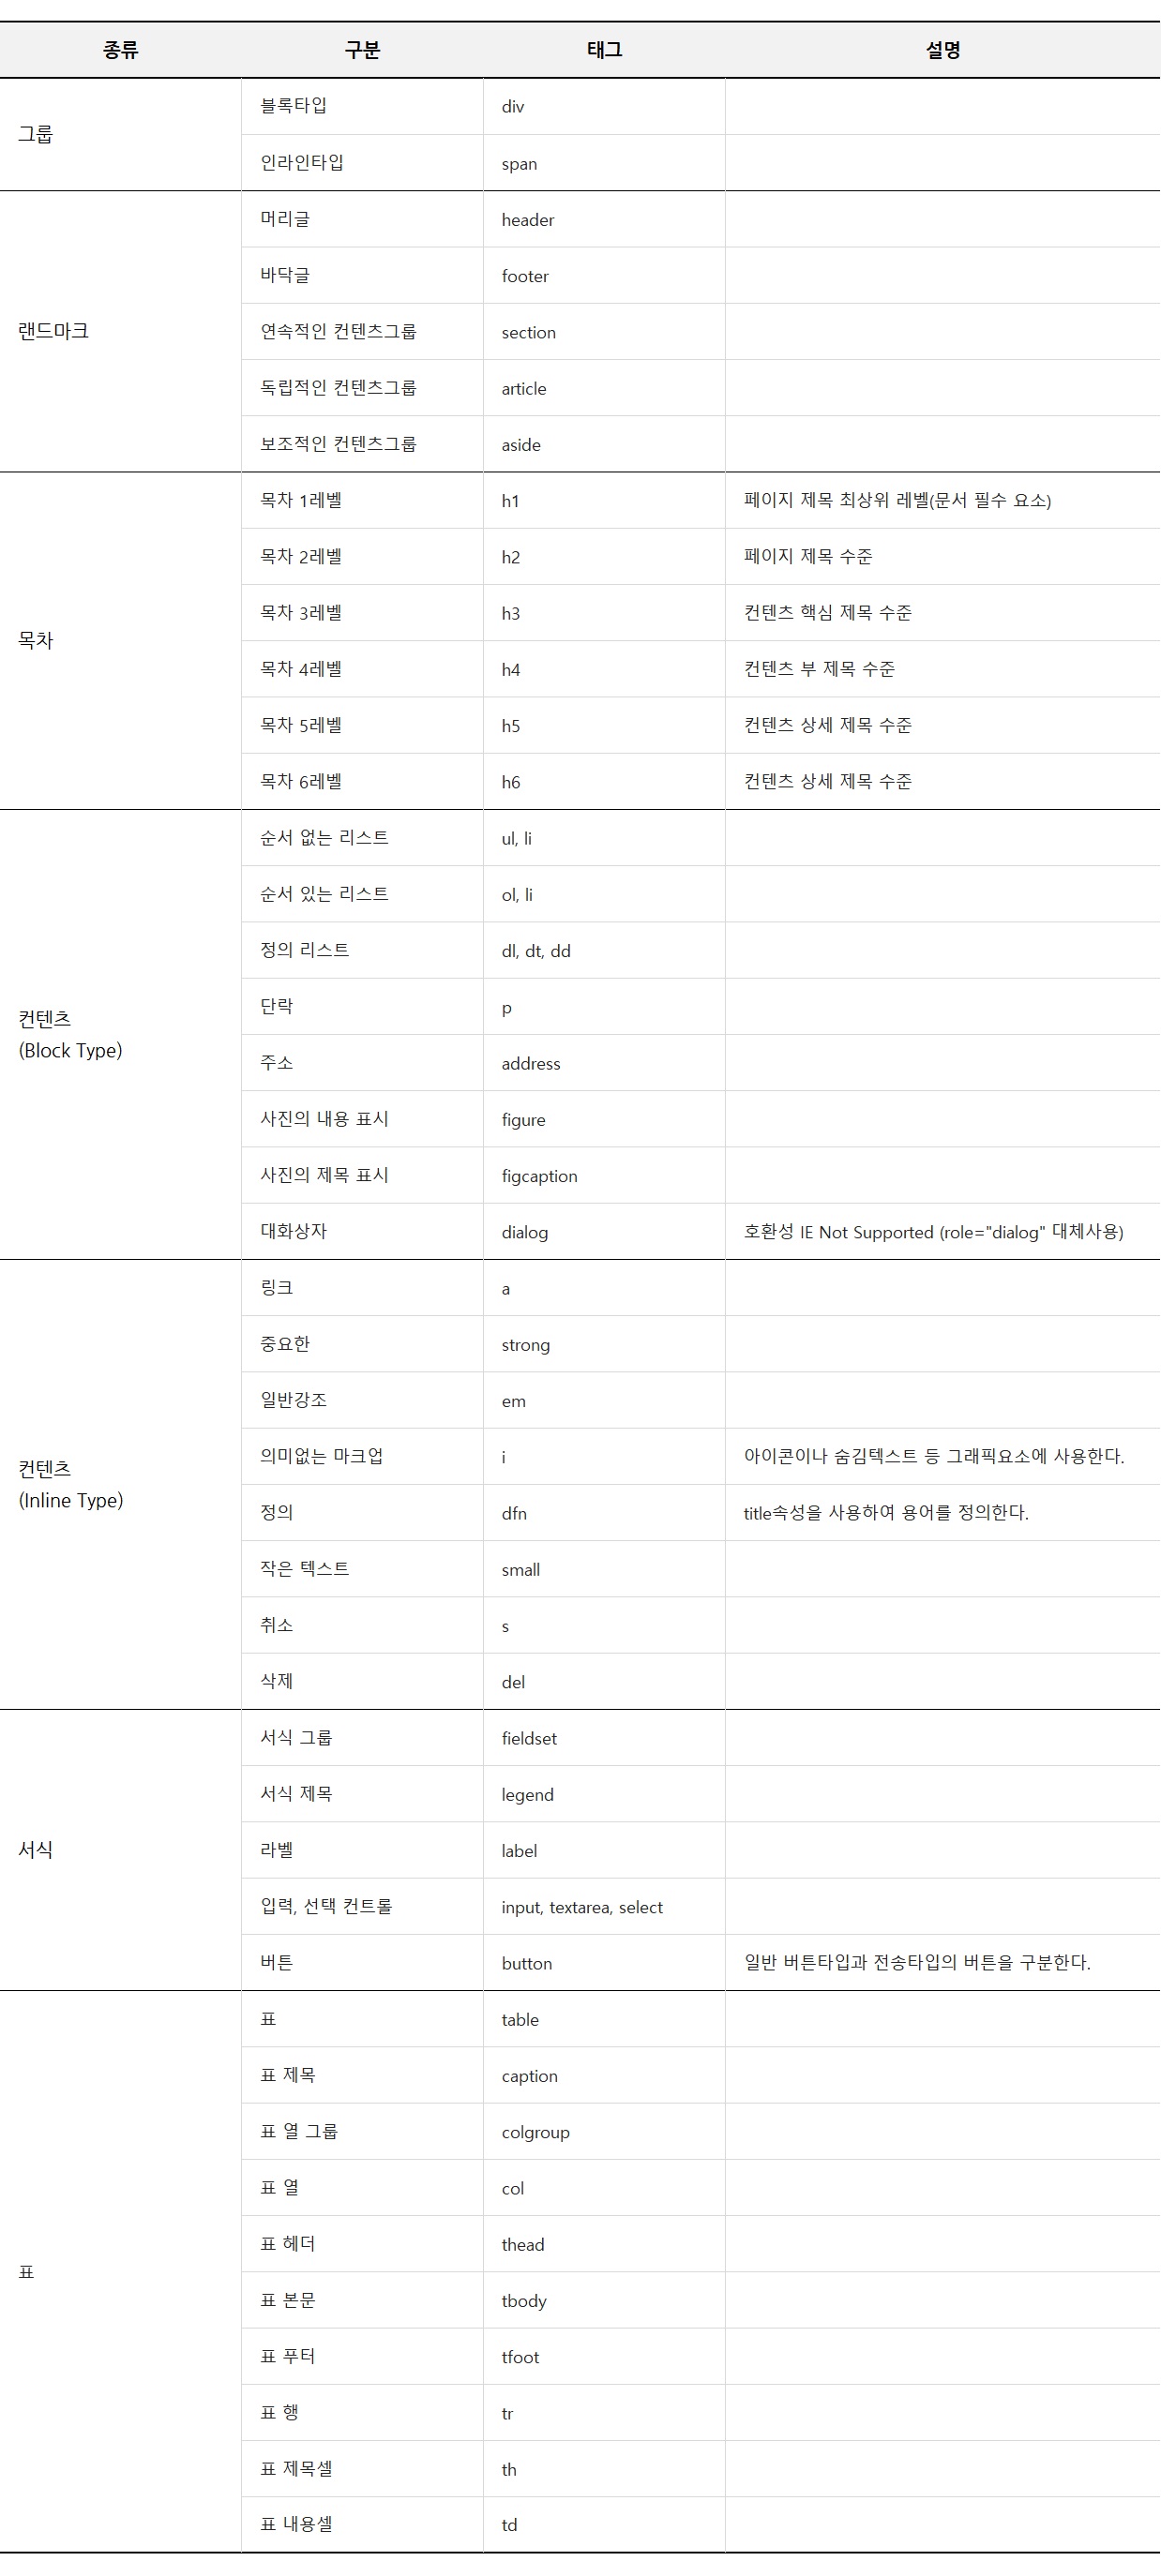 종류 구분 태그 설명
그룹
블록타입 div
인라인타입 span
랜드마크
머리글 header
바닥글 footer
연속적인 컨텐츠그룹 section
독립적인 컨텐츠그룹 article
보조적인 컨텐츠그룹 aside
목차
목차 1레벨 h1 페이지 제목 최상위 레벨(문서 필수 요소)
목차 2레벨 h2 페이지 제목 수준
목차 3레벨 h3 컨텐츠 핵심 제목 수준
목차 4레벨 h4 컨텐츠 부 제목 수준
목차 5레벨 h5 컨텐츠 상세 제목 수준
목차 6레벨 h6 컨텐츠 상세 제목 수준
컨텐츠
(Block Type)
순서 없는 리스트 ul, li
순서 있는 리스트 ol, li
정의 리스트 dl, dt, dd
단락 p
주소 address
사진의 내용 표시 figure
사진의 제목 표시 figcaption
대화상자 dialog 호환성 IE Not Supported (role="dialog" 대체사용)
컨텐츠
(Inline Type)
링크 a
중요한 strong
일반강조 em
의미없는 마크업 i 아이콘이나 숨김텍스트 등 그래픽요소에 사용한다.
정의 dfn title속성을 사용하여 용어를 정의한다.
작은 텍스트 small
취소 s
삭제 del
서식
서식 그룹 fieldset
서식 제목 legend
라벨 label
입력, 선택 컨트롤 input, textarea, select
버튼 button 일반 버튼타입과 전송타입의 버튼을 구분한다.
표
표 table
표 제목 caption
표 열 그룹 colgroup
표 열 col
표 헤더 thead
표 본문 tbody
표 푸터 tfoot
표 행 tr
표 제목셀 th
표 내용셀 td